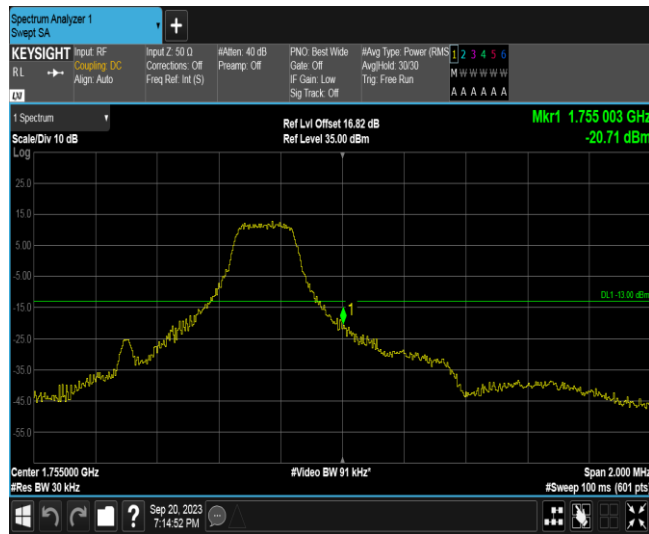 Spectrum Analyzer 1
Swept SA
KEYSIGHT
RL
LXI
Input: RF
Coupling: DC
Align: Auto
Input Z: 50 Ω
Corrections: Off
Freq Ref: Int (S)
#Atten: 40 dB
Preamp: Off
PNO: Best Wide
Gate: Off
IF Gain: Low
Sig Track: Off
#Avg Type: Power (RMS
Avg|Hold: 30/30
Trig: Free Run
1 2 3 4 5 6
M W W W W W
A A A A A A
1 Spectrum
Scale/Div 10 dB
Log
Ref Lvl Offset 16.82 dB
Ref Level 35.00 dBm
Mkr1 1.755 003 GHz
-20.71 dBm
25.0
15.0
5.00
-5.00
DL1 -13.00 dBm
-15.0
1
-25.0
-35.0
-45.0
-55.0
Center 1.755000 GHz
#Res BW 30 kHz
#Video BW 91 kHz*
Span 2.000 MHz
#Sweep 100 ms (601 pts
?
Sep 20, 2023
7:14:52 PM